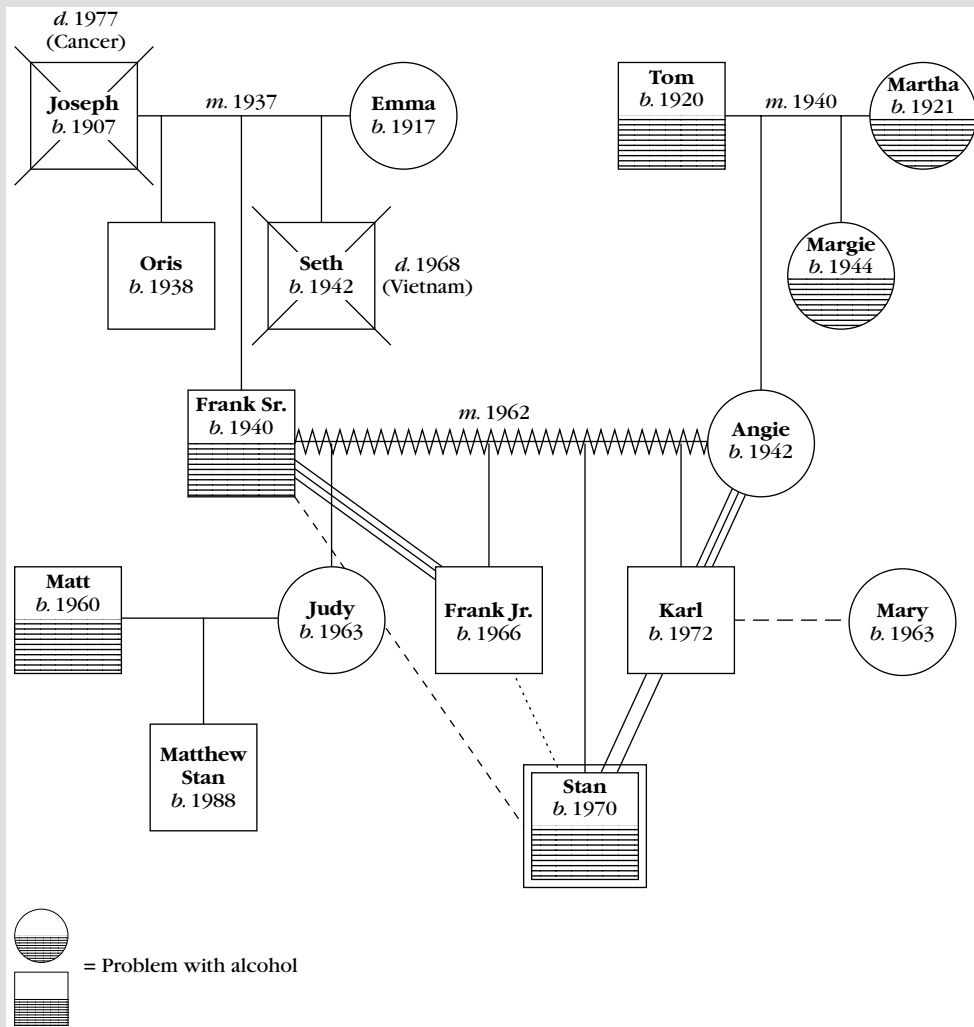 d. 1977
(Cancer)
Joseph
b. 1907
m. 1937
Emma
b. 1917
Tom
b. 1920
m. 1940
Martha
b. 1921
Oris
b. 1938
Seth
b. 1942
d. 1968
(Vietnam)
Margie
b. 1944
Frank Sr.
b. 1940
m. 1962
Angie
b. 1942
Matt
b. 1960
Judy
b. 1963
Frank Jr.
b. 1966
Karl
b. 1972
Mary
b. 1963
Matthew
Stan
b. 1988
Stan
b. 1970
= Problem with alcohol